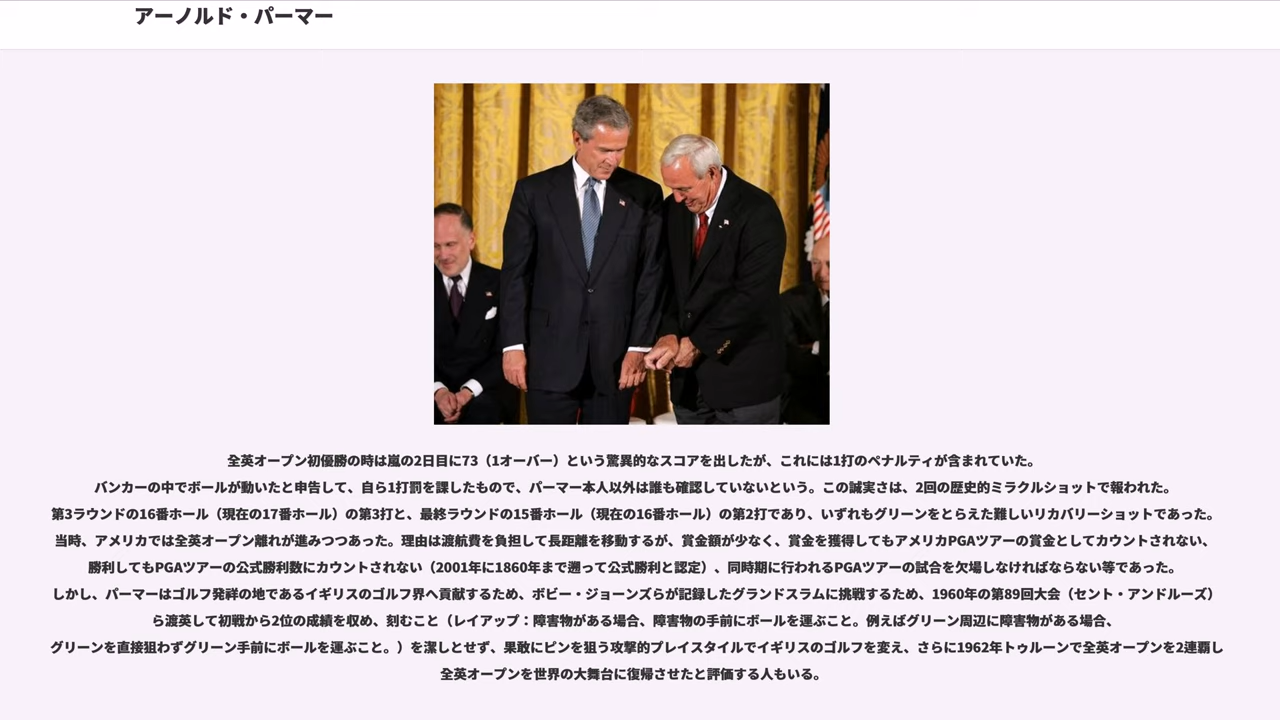 アーノルド・パーマー
全英オープン初優勝の時は嵐の2日目に73（1オーバー）という驚異的なスコアを出したが、これには1打のペナルティが含まれていた。
バンカーの中でボールが動いたと申告して、自ら1打罰を課したもので、パーマー本人以外は誰も確認していないという。この誠実さは、2回の歴史的ミラクルショットで報われた。
第3ラウンドの16番ホール（現在の17番ホール）の第3打と、最終ラウンドの15番ホール（現在の16番ホール）の第2打であり、いずれもグリーンをとらえた難しいリカバリーショットであった。
当時、アメリカでは全英オープン離れが進みつつあった。理由は渡航費を負担して長距離を移動するが、賞金額が少なく、賞金を獲得してもアメリカPGAツアーの賞金としてカウントされない、
勝利してもPGAツアーの公式勝利数にカウントされない（2001年に1860年まで遡って公式勝利と認定）、同時期に行われるPGAツアーの試合を欠場しなければならない等であった。
しかし、パーマーはゴルフ発祥の地であるイギリスのゴルフ界へ貢献するため、ボビー・ジョーンズらが記録したグランドスラムに挑戦するため、1960年の第89回大会（セント・アンドルーズ）
ら渡英して初戦から2位の成績を収め、刻むこと（レイアップ：障害物がある場合、障害物の手前にボールを運ぶこと。例えばグリーン周辺に障害物がある場合、
グリーンを直接狙わずグリーン手前にボールを運ぶこと。）を潔しとせず、果敢にピンを狙う攻撃的プレイスタイルでイギリスのゴルフを変え、さらに1962年トゥルーンで全英オープンを2連覇し
全英オープンを世界の大舞台に復帰させたと評価する人もいる。